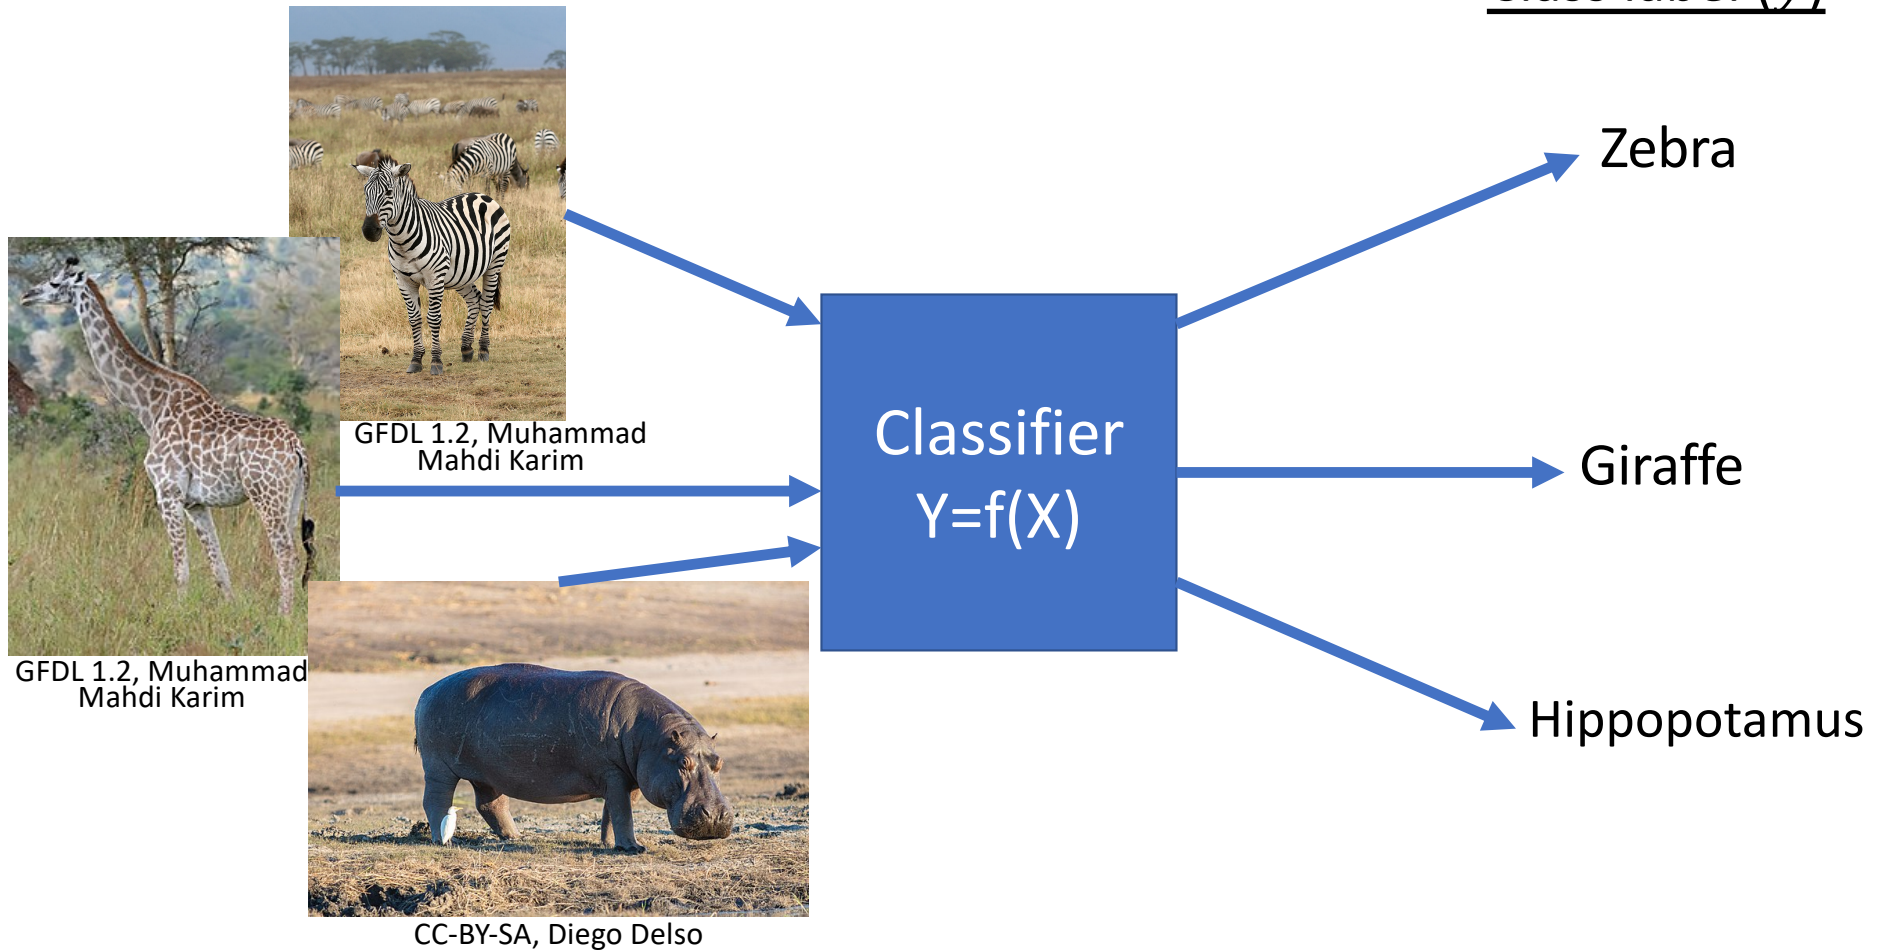 Zebra
GFDL 1.2, Muhammad
Mahdi Karim
Classifier
Y=f(X)
Giraffe
GFDL 1.2, Muhammad
Mahdi Karim
Hippopotamus
CC-BY-SA, Diego Delso